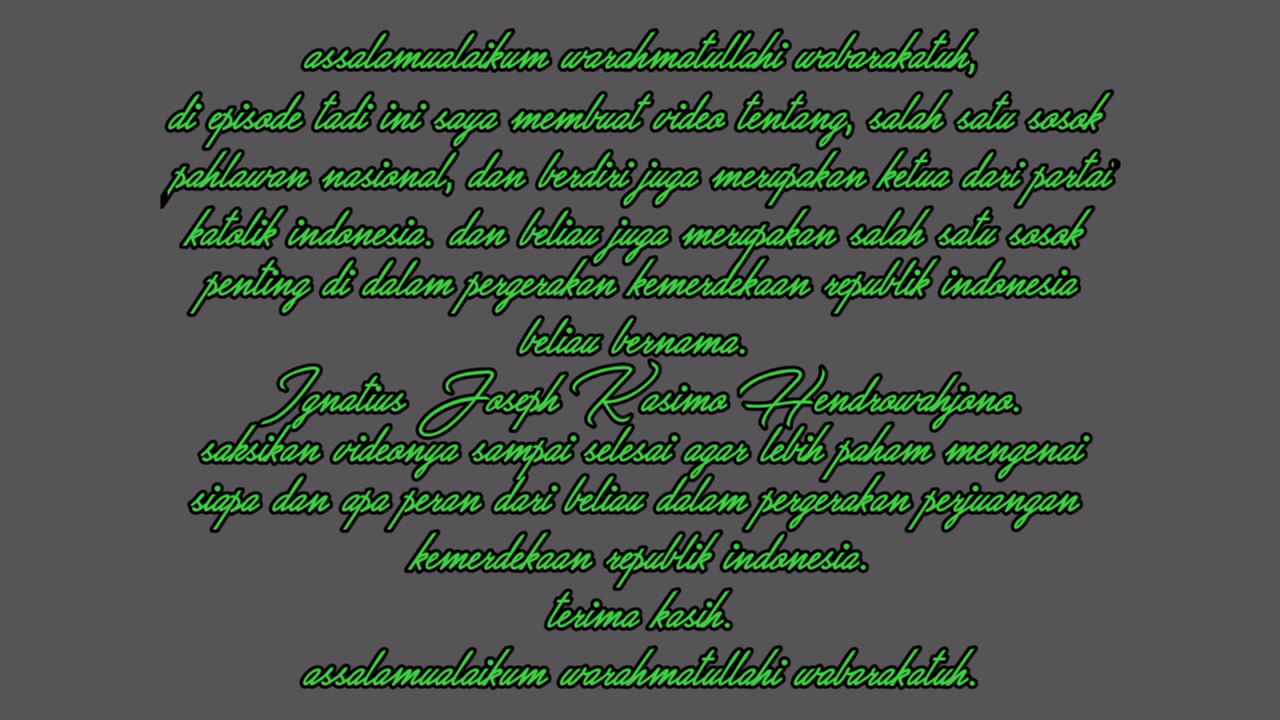 assalamualaikum warahmatullahi wabarakatuh,
di episode tadi ini saya membuat video tentang, salah satu sosok
pahlawan nasional, dan berdiri juga merupakan ketua dari partai
katolik indonesia. dan beliau juga merupakan salah satu sosok
penting di dalam pergerakan kemerdekaan republik indonesia
beliau bernama.
Ignatius Joseph Kasimo Hendrowahjono.
saksikan videonya sampai selesai agar lebih paham mengenai
siapa dan apa peran dari beliau dalam pergerakan perjuangan
kemerdekaan republik indonesia.
terima kasih.
assalamualaikum warahmatullahi wabarakatuh.